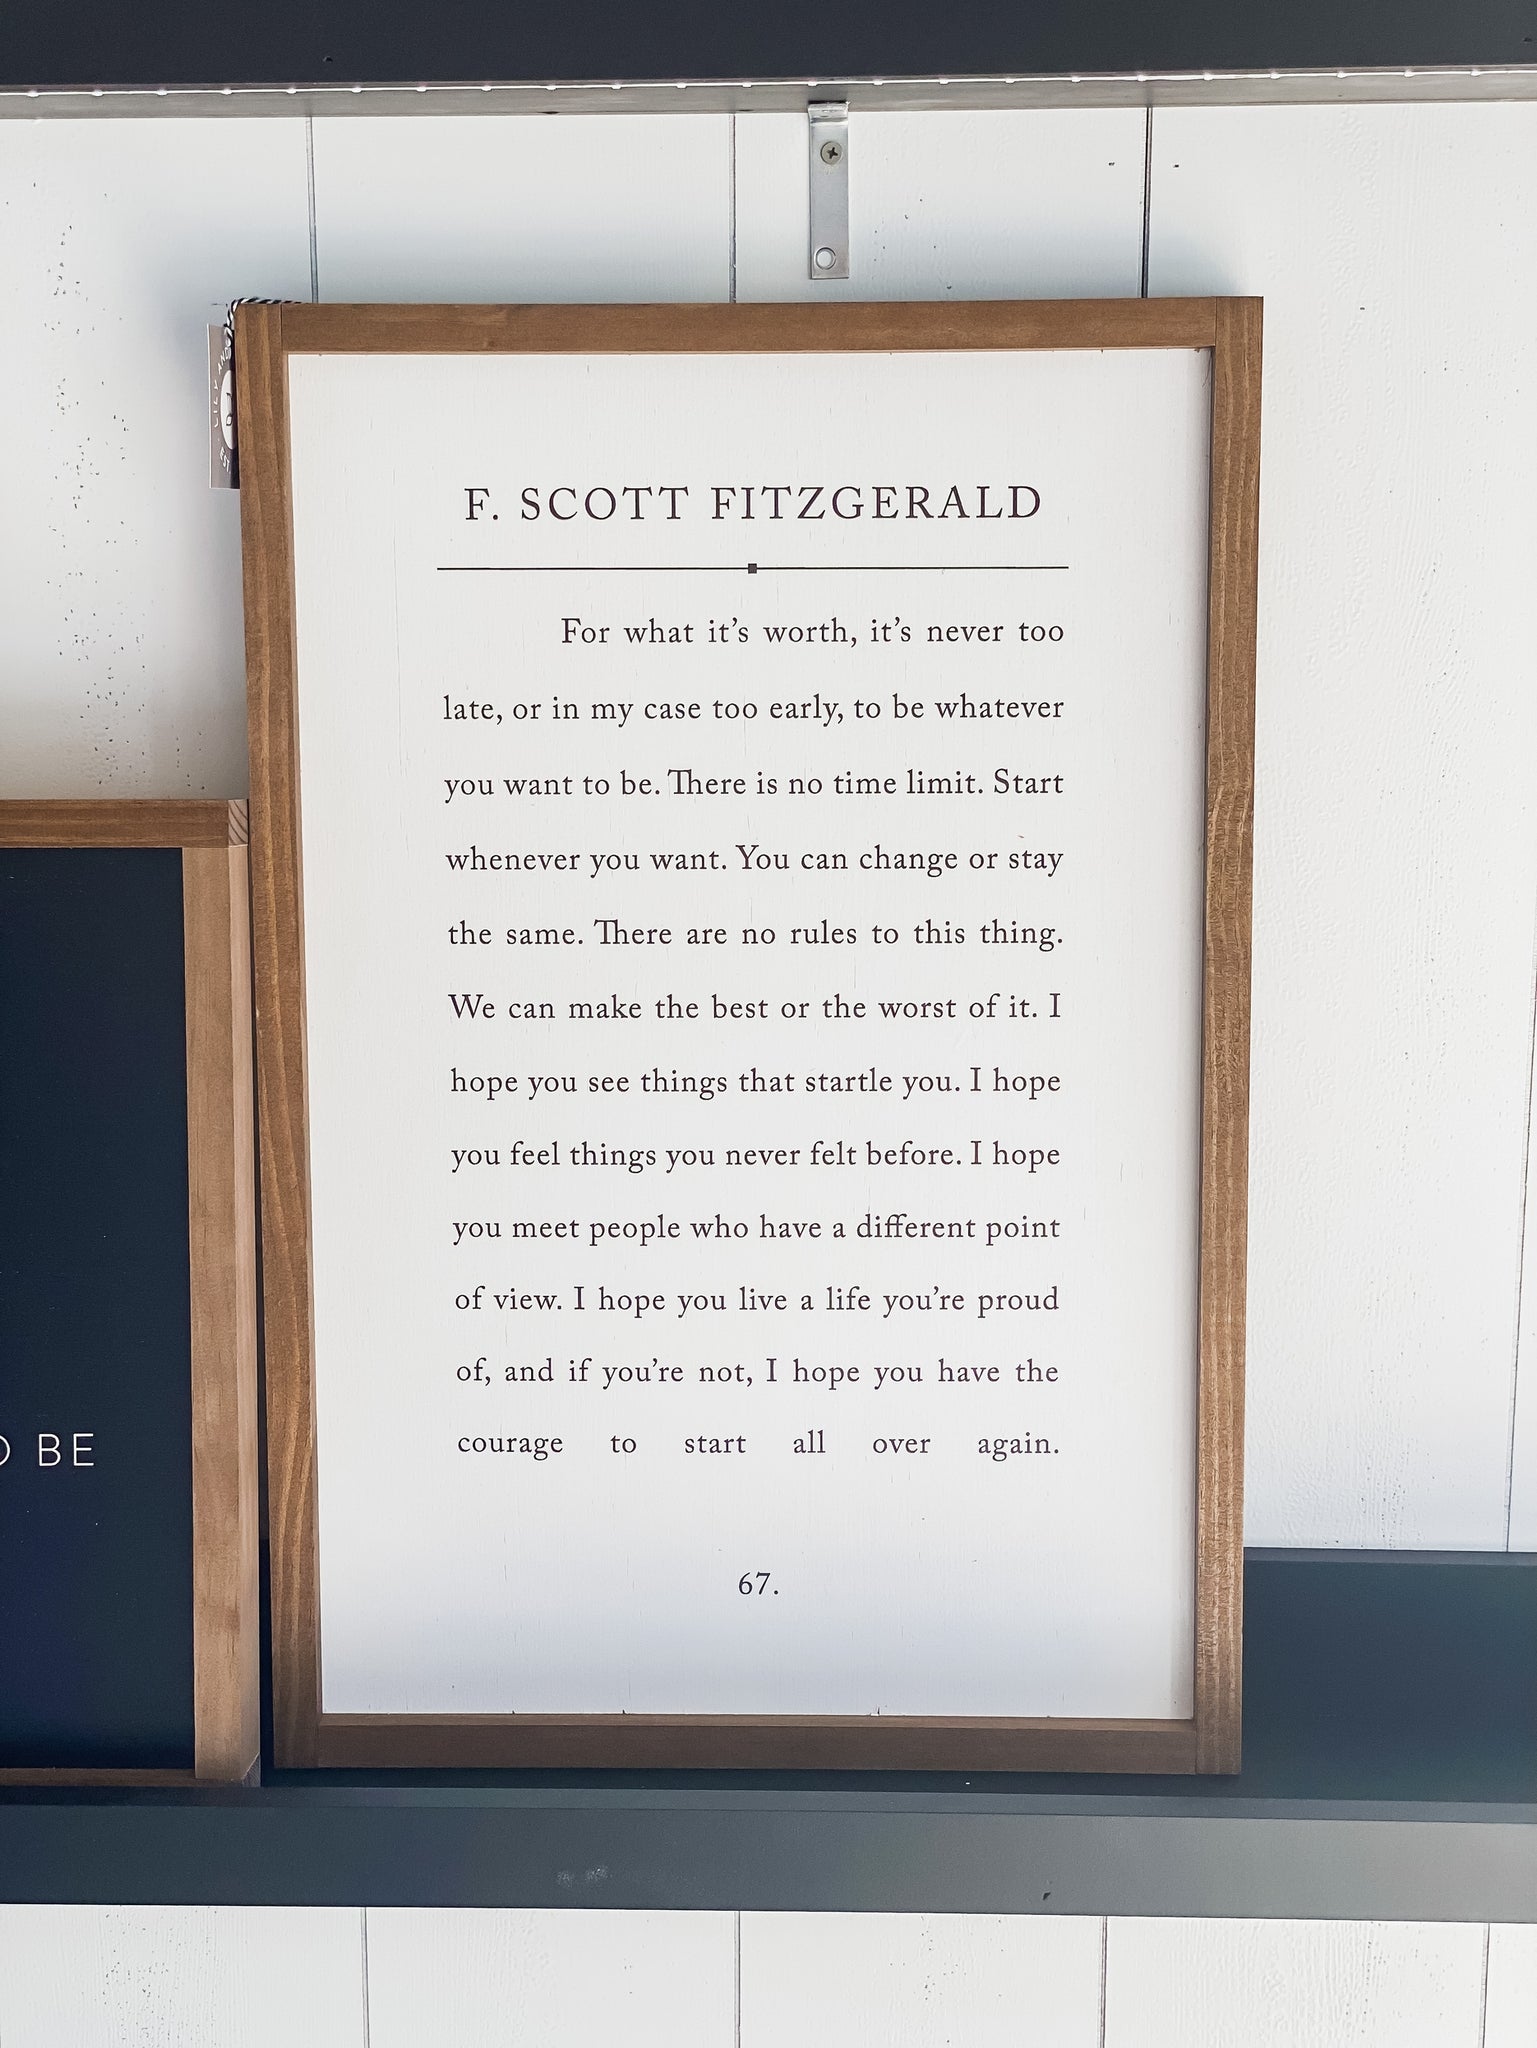 F. SCOTT FITZGERALD
For what it's worth, it's never too
late, or in my case too early, to be whatever
you want to be. There is no time limit. Start
whenever you want. You can change or stay
the same. There are no rules to this thing.
We can make the best or the worst of it. I
hope you see things that startle you. I hope
you feel things you never felt before. I hope
you meet people who have a different point
of view. I hope you live a life you're proud
of, and if you're not, I hope you have the
courage to start all over again.
67.
BE
LILY AND
EST.